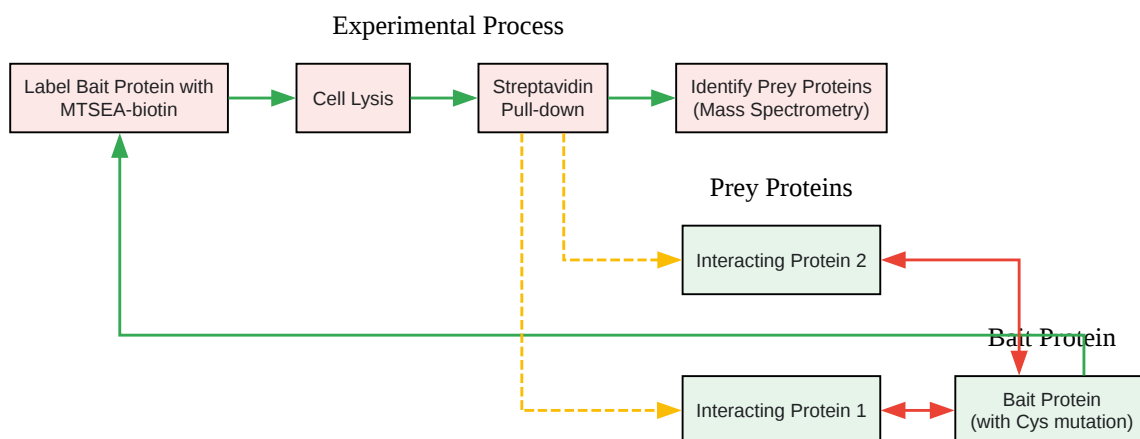 Experimental Process
Label Bait Protein with
MTSEA-biotin
Cell Lysis
Streptavidin
Pull-down
Identify Prey Proteins
(Mass Spectrometry)
Prey Proteins
Interacting Protein 2
Bait Protein
Interacting Protein 1
Bait Protein
(with Cys mutation)